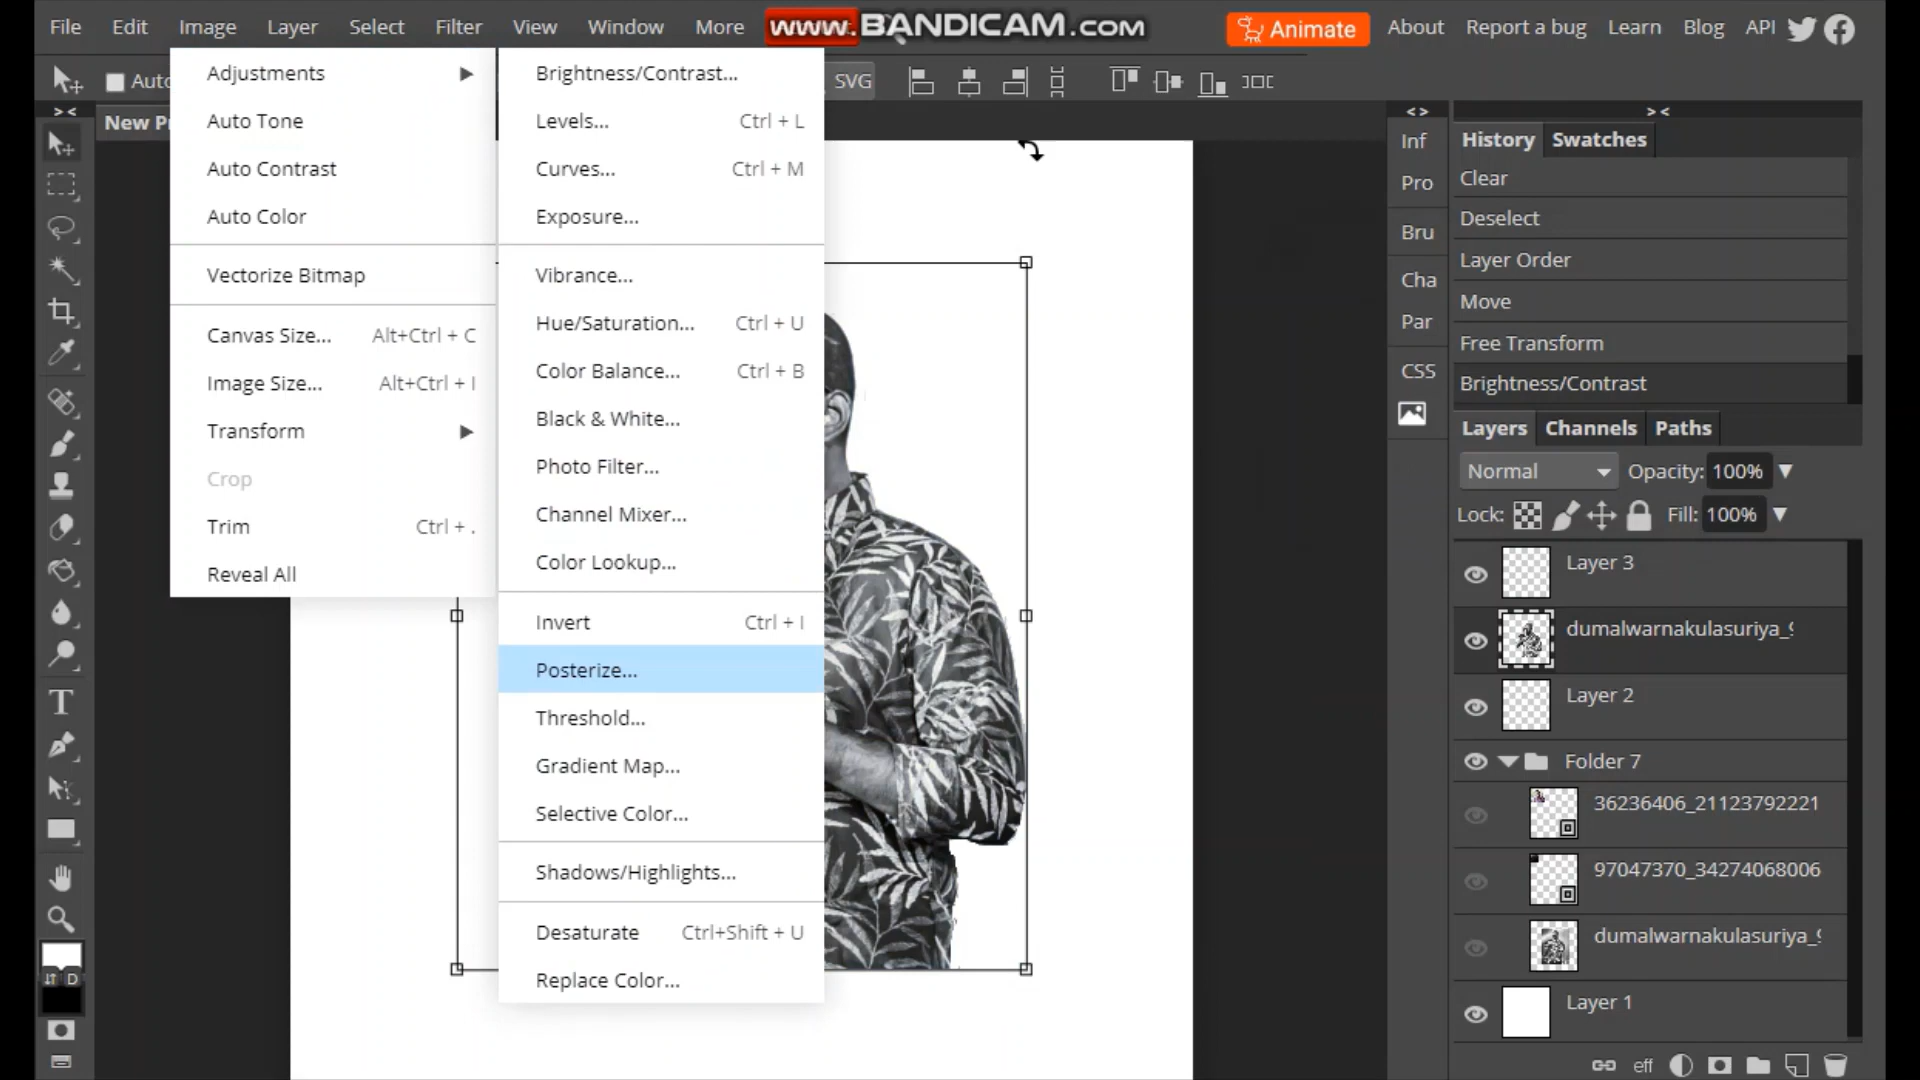 File Edit Image Layer Select Filter View Window More www.BANDICAM.com Animate About Report a bug Learn Blog API
SVG
New
Adjustments
Auto Tone
Auto Contrast
Auto Color
Vectorize Bitmap
Canvas Size... Alt+Ctrl + C
Image Size... Alt+Ctrl + I
Transform
Crop
Trim Ctrl + .
Reveal All
Brightness/Contrast...
Levels... Ctrl + L
Curves... Ctrl + M
Exposure...
Vibrance...
Hue/Saturation... Ctrl + U
Color Balance... Ctrl + B
Black & White...
Photo Filter...
Channel Mixer...
Color Lookup...
Invert Ctrl + I
Posterize...
Threshold...
Gradient Map...
Selective Color...
Shadows/Highlights...
Desaturate Ctrl+Shift + U
Replace Color...
Inf
Pro
Bru
Cha
Par
CSS
History Swatches
Clear
Deselect
Layer Order
Move
Free Transform
Brightness/Contrast
Layers Channels Paths
Normal Opacity: 100%
Lock: Fill: 100%
Layer 3
dumalwarnakulasuriya_9
Layer 2
Folder 7
36236406_21123792221
97047370_34274068006
dumalwarnakulasuriya_9
Layer 1
eff
D